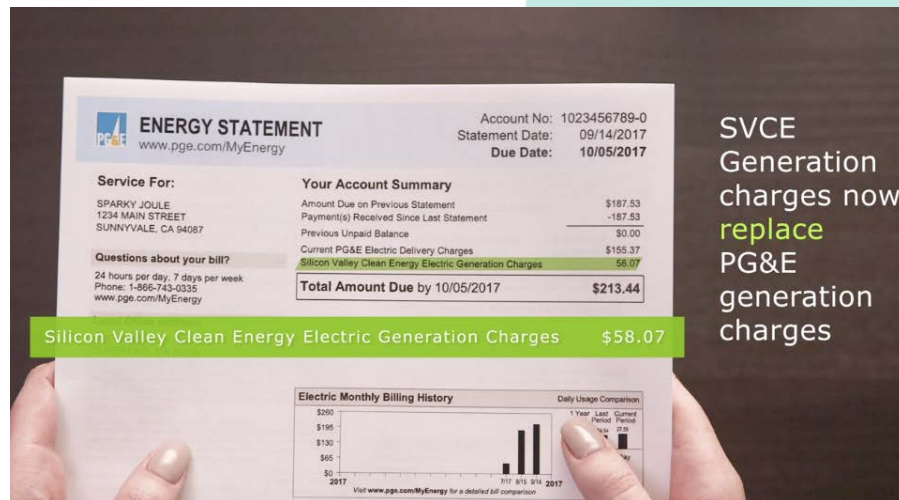 PG&E
ENERGY STATEMENT
www.pge.com/MyEnergy
Account No: 1023456789-0
Statement Date: 09/14/2017
Due Date: 10/05/2017
Service For:
SPARKY JOULE
1234 MAIN STREET
SUNNYVALE, CA 94087
Questions about your bill?
24 hours per day, 7 days per week
Phone: 1-866-743-0335
www.pge.com/MyEnergy
Your Account Summary
Amount Due on Previous Statement $187.53
Payment(s) Received Since Last Statement -187.53
Previous Unpaid Balance $0.00
Current PG&E Electric Delivery Charges $155.37
Silicon Valley Clean Energy Electric Generation Charges 58.07
Total Amount Due by 10/05/2017 $213.44
Silicon Valley Clean Energy Electric Generation Charges $58.07
Electric Monthly Billing History
Daily Usage Comparison
$260
$195
$130
$65
$0
2017
7/17 8/15 9/16 2017
1 Year Last Current
Period Period
Visit www.pge.com/MyEnergy for a detailed bill comparison
SVCE
Generation
charges now
replace
PG&E
generation
charges